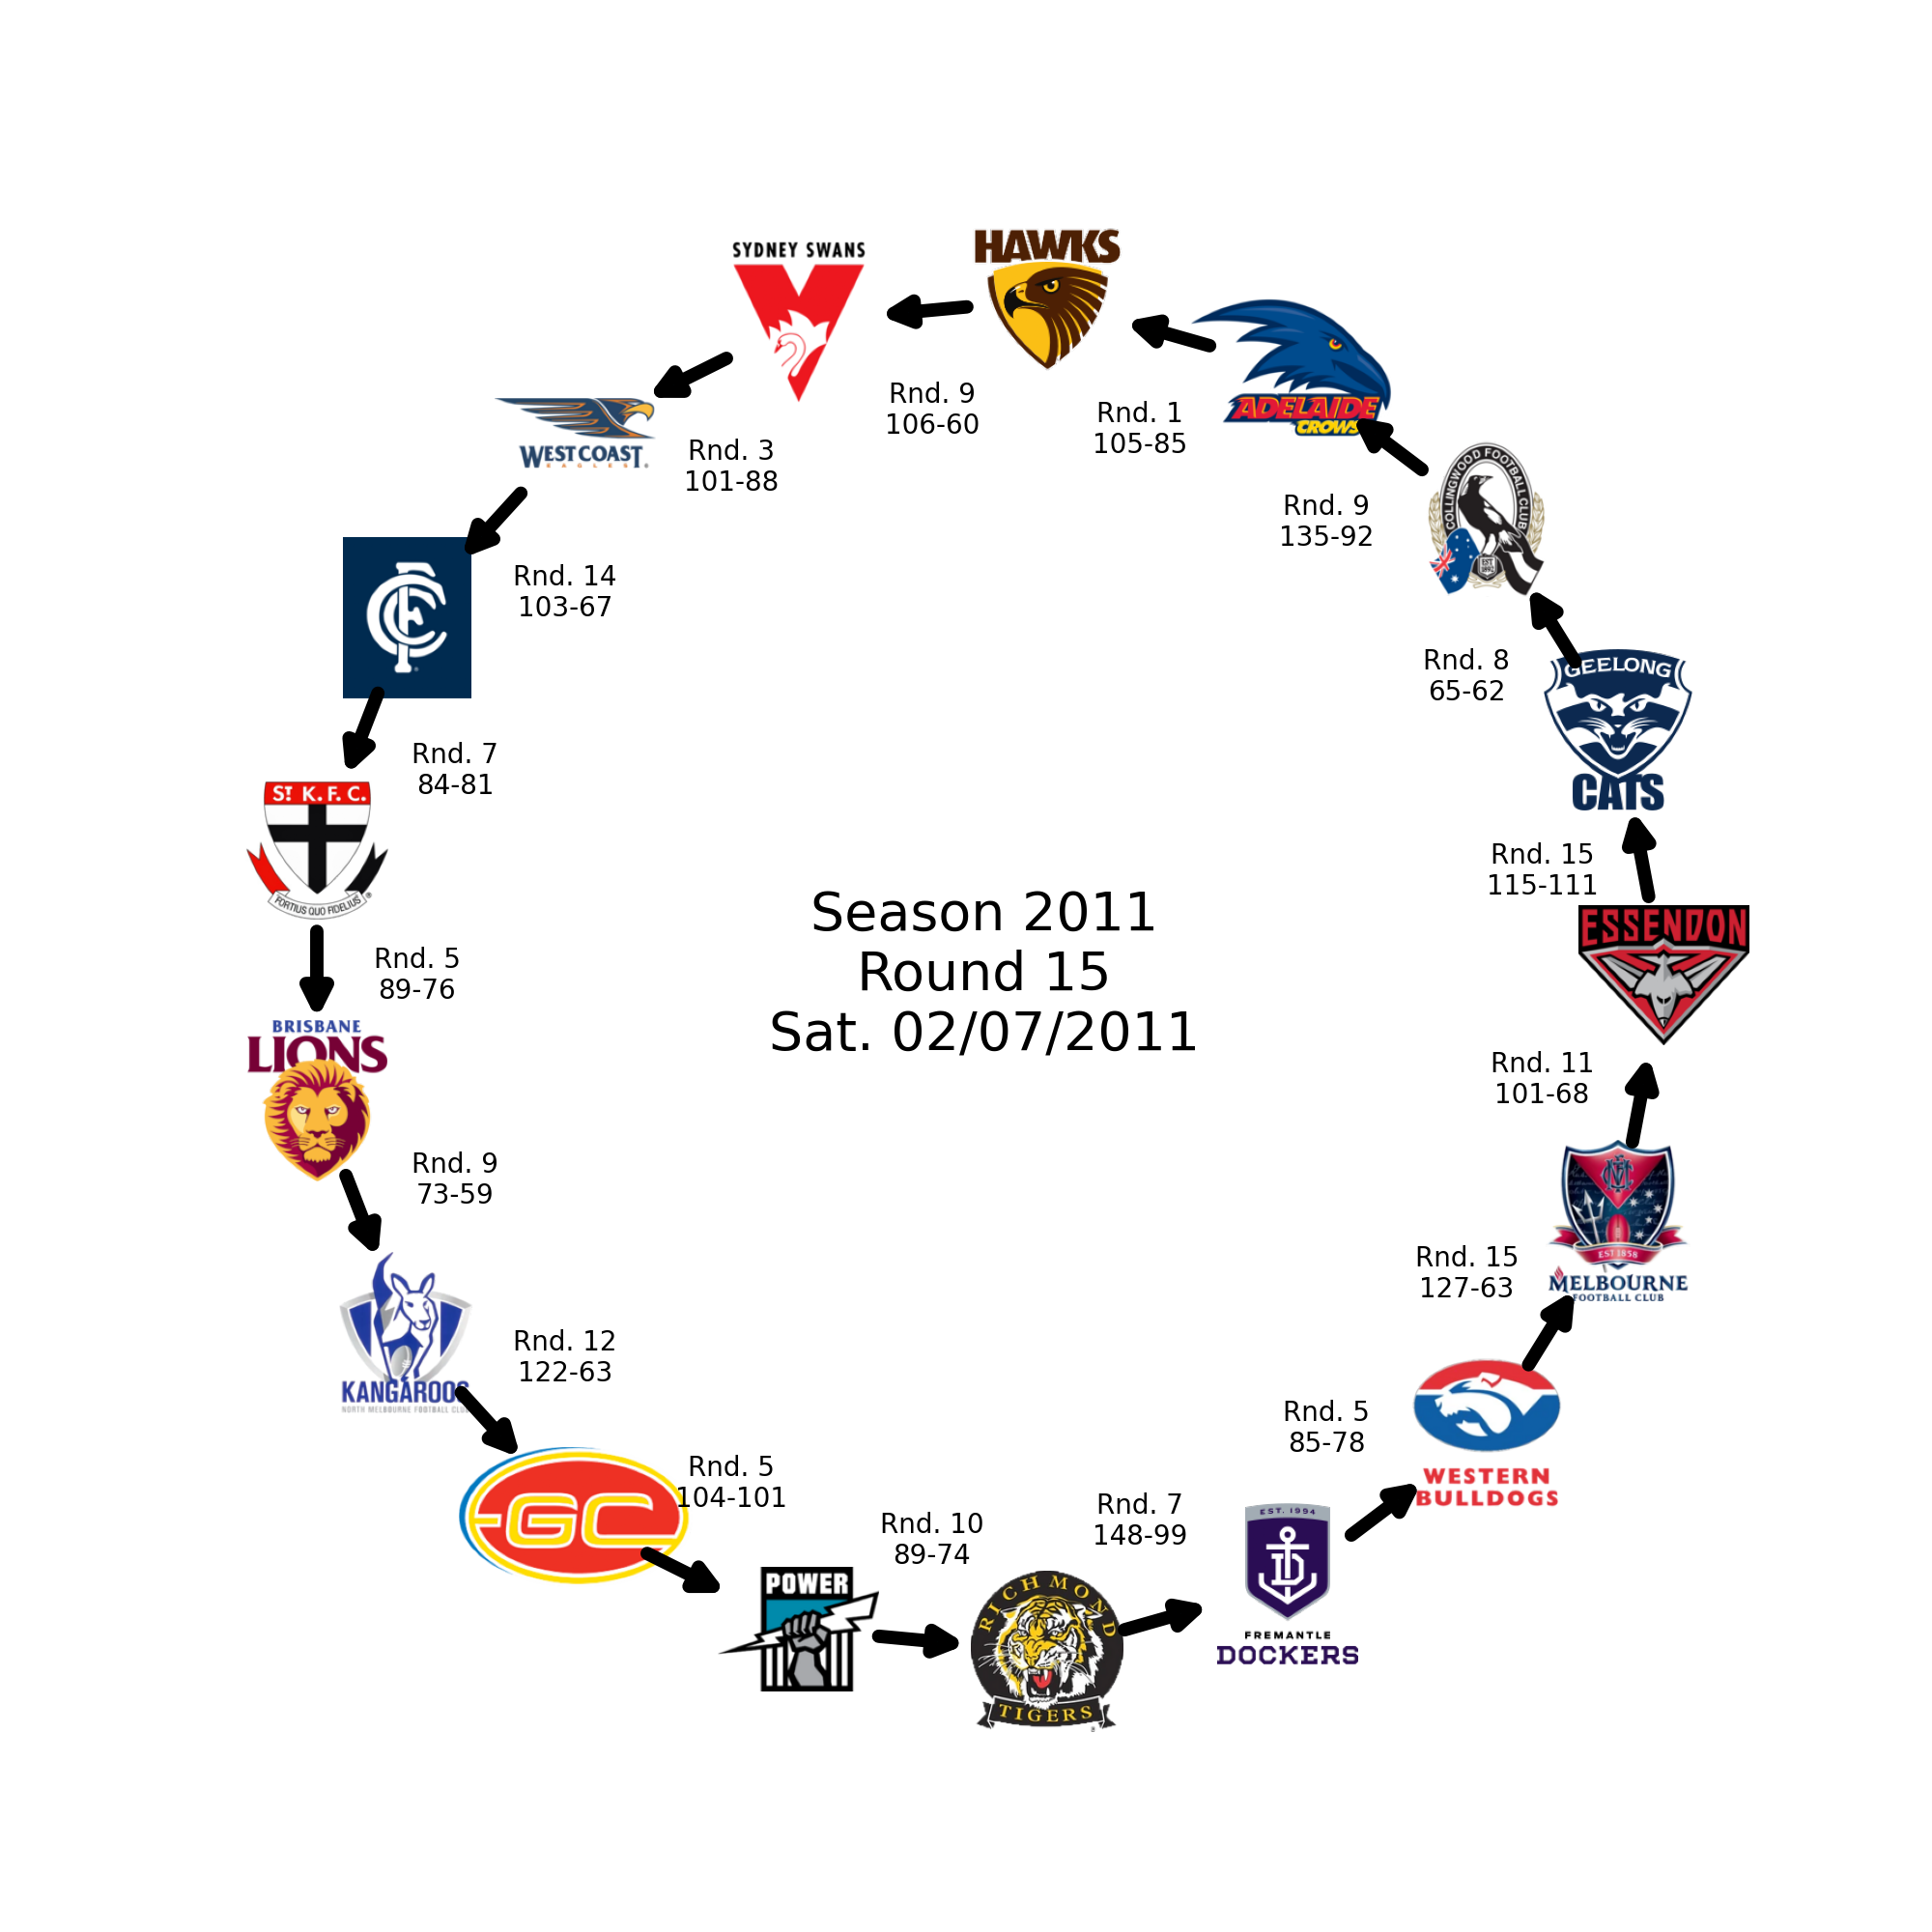 SYDNEY SWANS
HAWKS
ADELAIDE
CROWS
Rnd. 9
106-60
Rnd. 1
105-85
WEST COAST
EAGLES
Rnd. 3
101-88
COLLINGWOOD FOOTBALL CLUB
EST 1892
Rnd. 9
135-92
CFC
Rnd. 14
103-67
Rnd. 8
65-62
GEELONG
CATS
Rnd. 7
84-81
ST K.F.C.
FORTIUS QUO FIDELIUS
Rnd. 15
115-111
ESSENDON
Season 2011
Round 15
Sat. 02/07/2011
Rnd. 5
89-76
BRISBANE
LIONS
Rnd. 11
101-68
Rnd. 9
73-59
MELBOURNE
FOOTBALL CLUB
EST 1858
Rnd. 15
127-63
KANGAROOS
NORTH MELBOURNE FOOTBALL CLUB
Rnd. 12
122-63
Rnd. 5
85-78
WESTERN
BULLDOGS
GC
Rnd. 5
104-101
Rnd. 10
89-74
Rnd. 7
148-99
POWER
RICHMOND
TIGERS
EST. 1994
FREMANTLE
DOCKERS